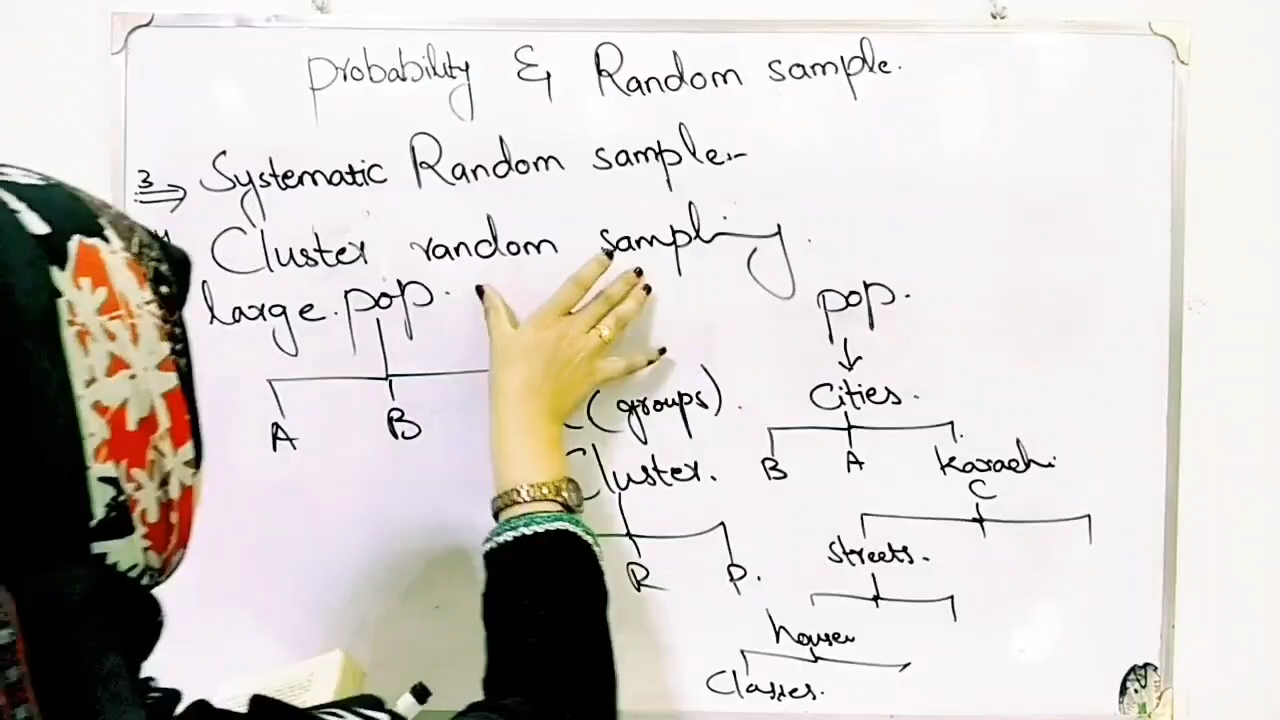 Probability & Random sample.
3 Systematic Random sample:-
Cluster random sampling
large pop.
A B
(groups).
Cluster.
R P.
pop.
Cities.
B A Karachi
C
Streets.
houses
Classes.